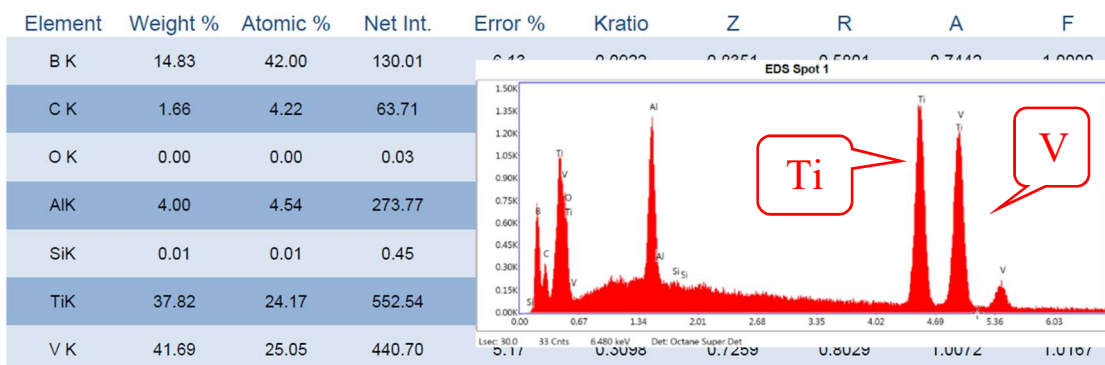 Element Weight % Atomic % Net Int. Error % Kratio Z R A F
B K 14.83 42.00 130.01
C K 1.66 4.22 63.71
O K 0.00 0.00 0.03
AlK 4.00 4.54 273.77
SiK 0.01 0.01 0.45
TiK 37.82 24.17 552.54
V K 41.69 25.05 440.70 5.17 0.3098 0.7259 0.8029 1.0072 1.0167
EDS Spot 1
1.50K
1.35K
1.20K
1.05K
0.90K
0.75K
0.60K
0.45K
0.30K
0.15K
0.00K
Si
B
C
Ti
V
O
Ti
V
Al
Al
Si
Si
Ti
V
Ti
V
Ti
V
0.00 0.67 1.34 2.01 2.68 3.35 4.02 4.69 5.36 6.03
Lsec: 30.0 33 Cnts 6.480 keV Det: Octane Super Det